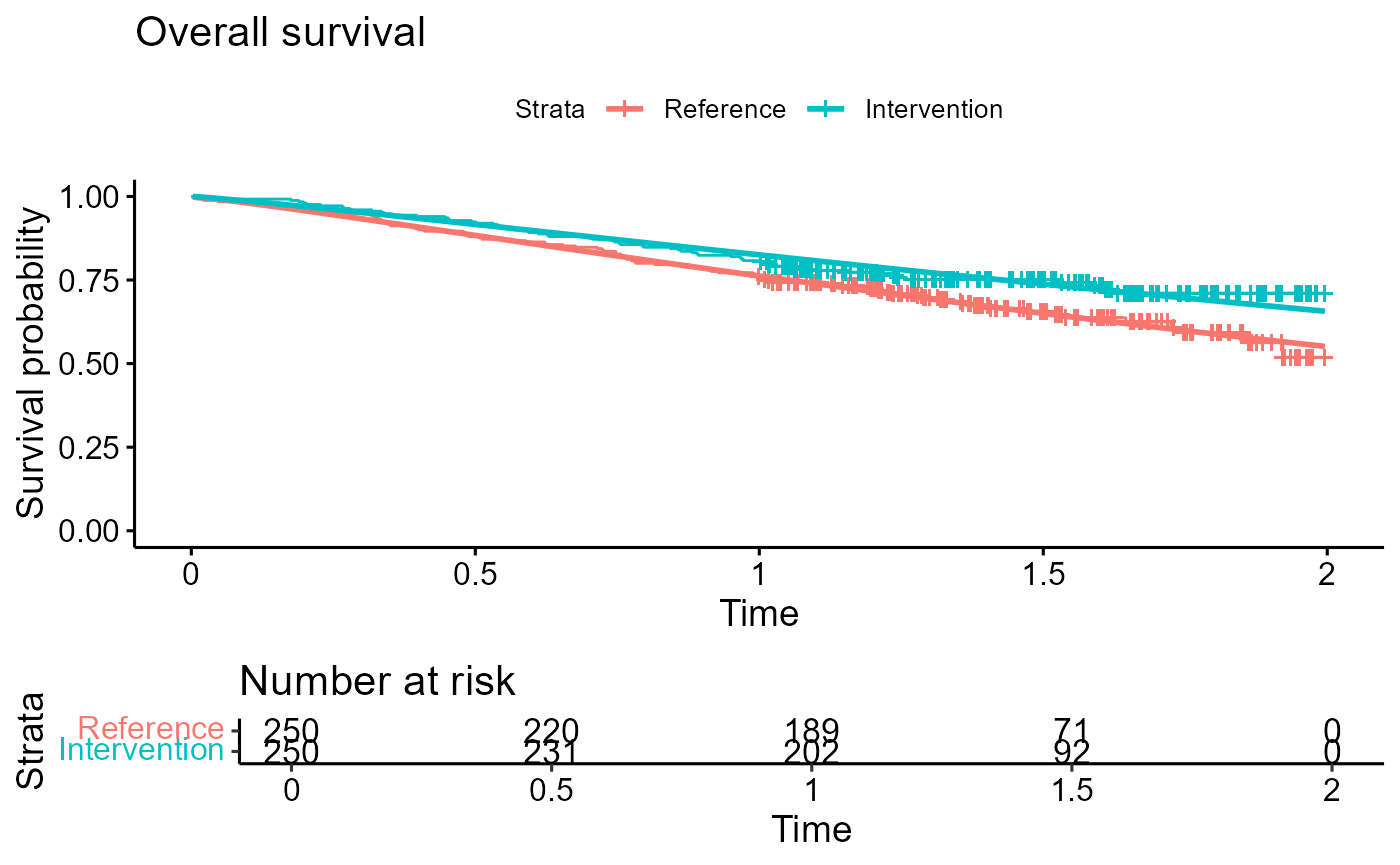 Overall survival
Strata Reference Intervention
Survival probability
1.00
0.75
0.50
0.25
0.00
0 0.5 1 1.5 2
Time
Number at risk
Strata
Reference 250 220 189 71 0
Intervention 250 231 202 92 0
0 0.5 1 1.5 2
Time